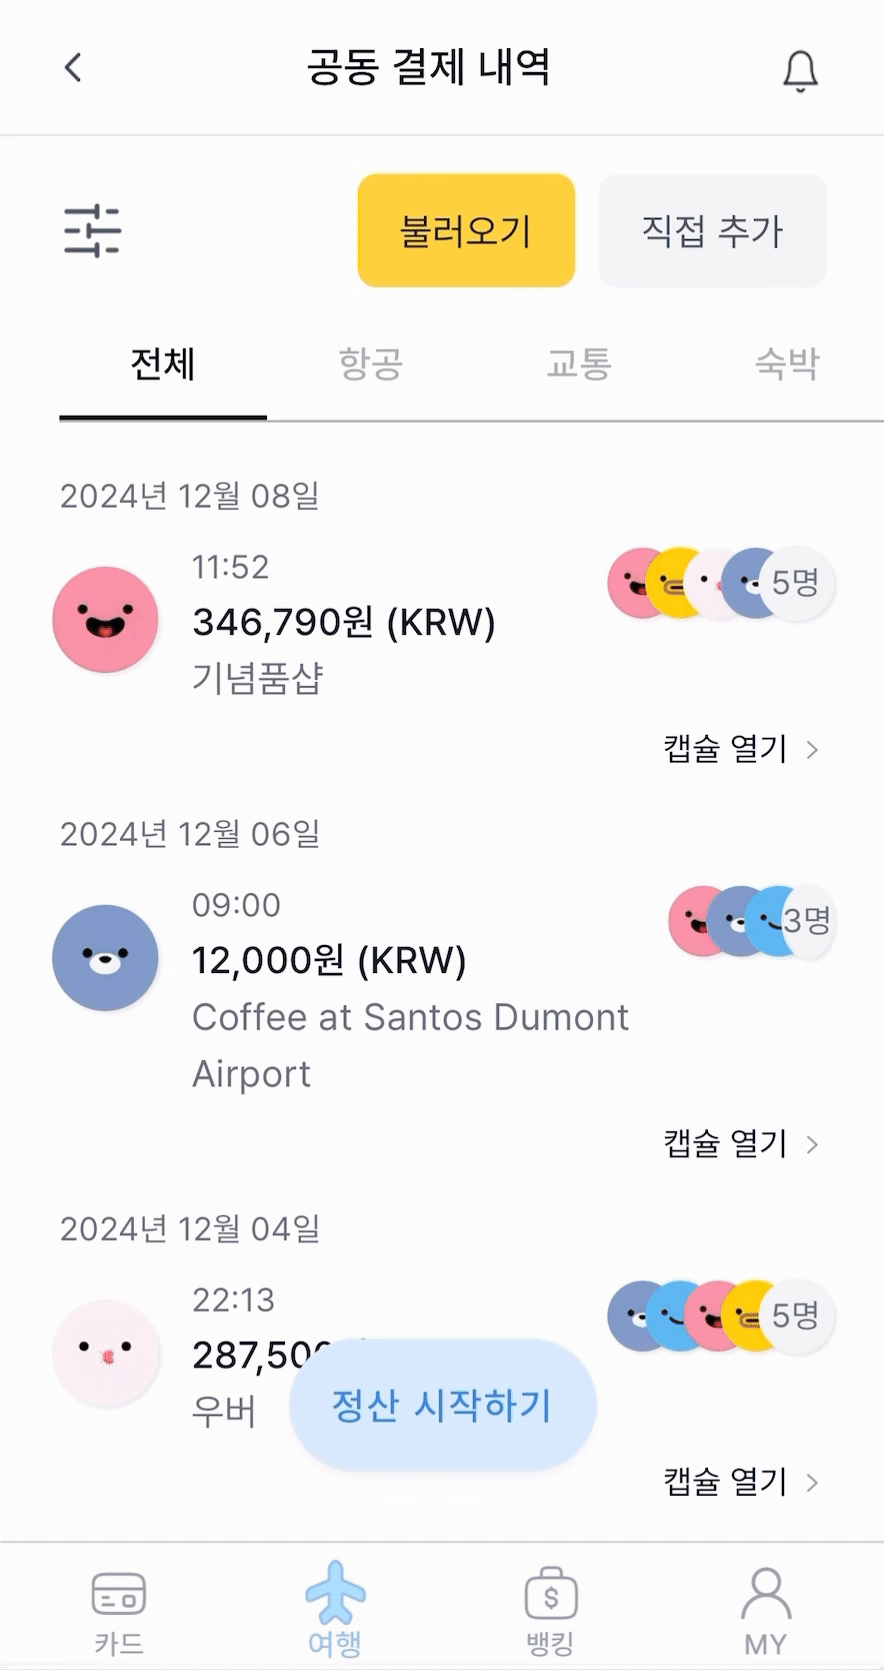 공동 결제 내역
불러오기
직접 추가
전체 항공 교통 숙박
2024년 12월 08일
11:52
5명
346,790원 (KRW)
기념품샵
캡슐 열기
2024년 12월 06일
09:00
3명
12,000원 (KRW)
Coffee at Santos Dumont
Airport
캡슐 열기
2024년 12월 04일
22:13
5명
287,50
우버
정산 시작하기
캡슐 열기
카드 여행 뱅킹 MY